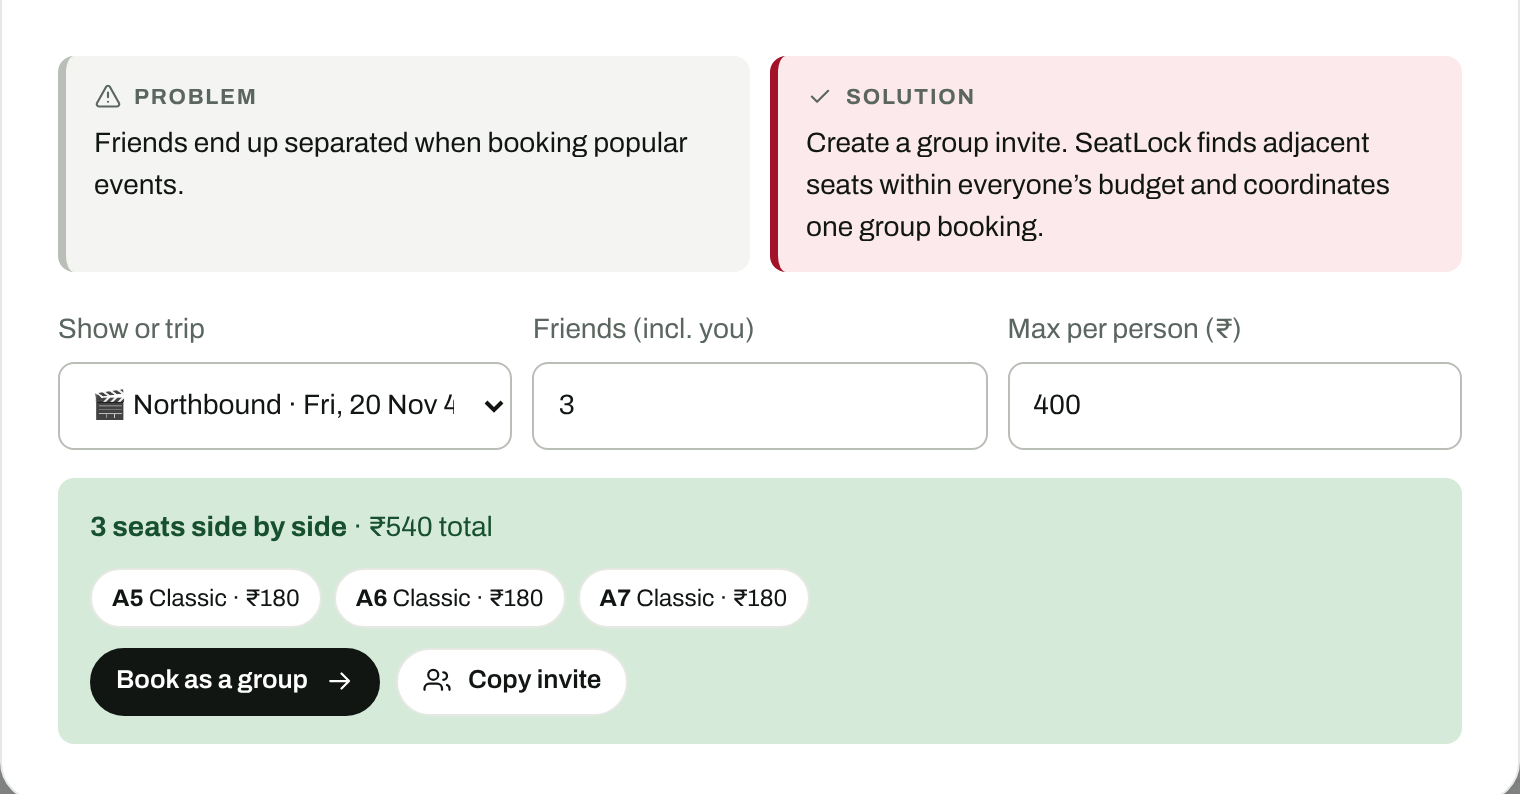 PROBLEM
Friends end up separated when booking popular
events.
SOLUTION
Create a group invite. SeatLock finds adjacent
seats within everyone’s budget and coordinates
one group booking.
Show or trip
Friends (incl. you)
Max per person (₹)
🎬 Northbound · Fri, 20 Nov
3
400
3 seats side by side · ₹540 total
A5 Classic · ₹180
A6 Classic · ₹180
A7 Classic · ₹180
Book as a group →
Copy invite